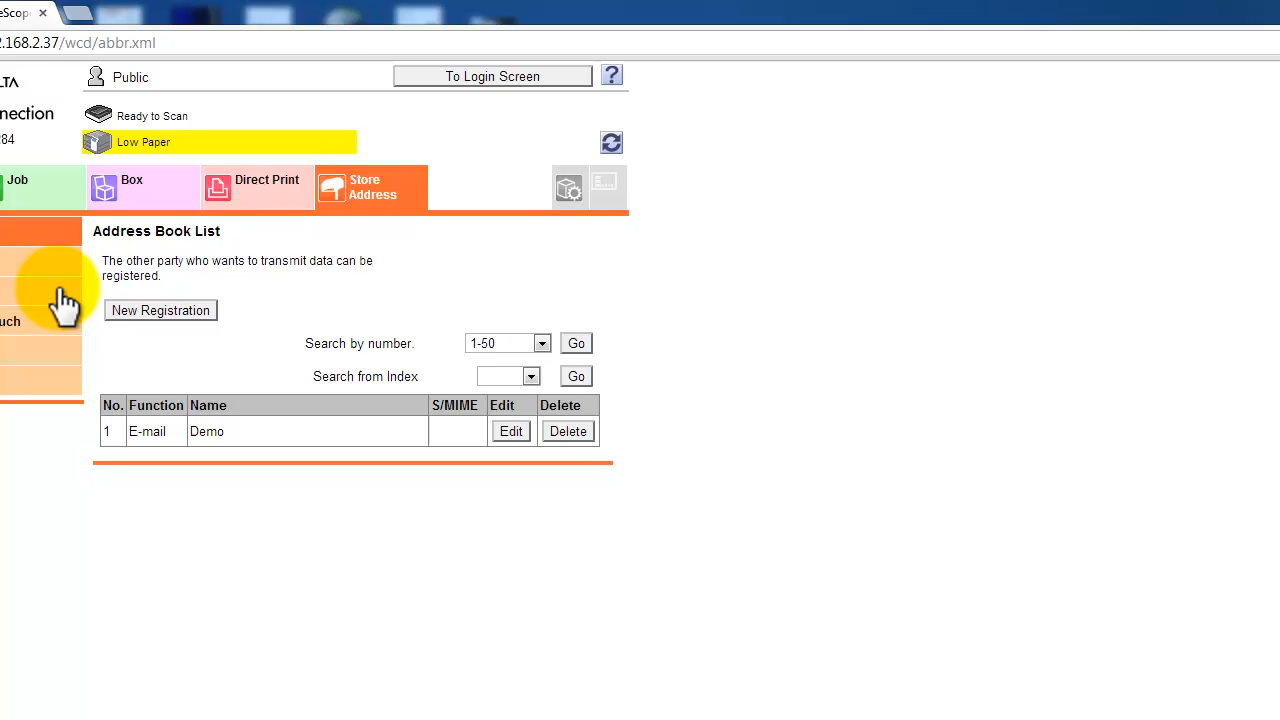 eScop
2.168.2.37/wcd/abbr.xml
LTA
Public
To Login Screen
?
nection
Ready to Scan
284
Low Paper
Job
Box
Direct Print
Store
Address
Address Book List
The other party who wants to transmit data can be
registered.
New Registration
uch
Search by number.
1-50
Go
Search from Index
Go
No. Function Name S/MIME Edit Delete
1 E-mail Demo Edit Delete